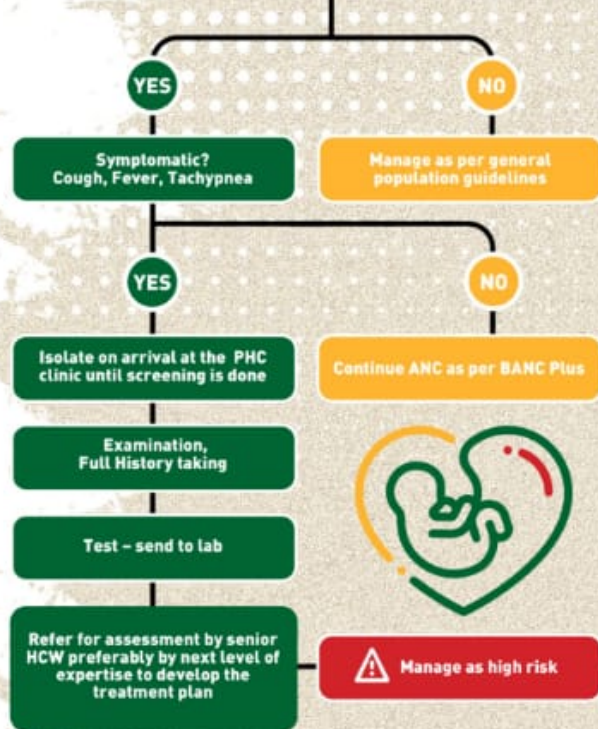 YES
NO
Symptomatic?
Cough, Fever, Tachypnea
Manage as per general
population guidelines
YES
NO
Isolate on arrival at the PHC
clinic until screening is done
Continue ANC as per BANC Plus
Examination,
Full History taking
Test – send to lab
Refer for assessment by senior
HCW preferably by next level of
expertise to develop the
treatment plan
Manage as high risk